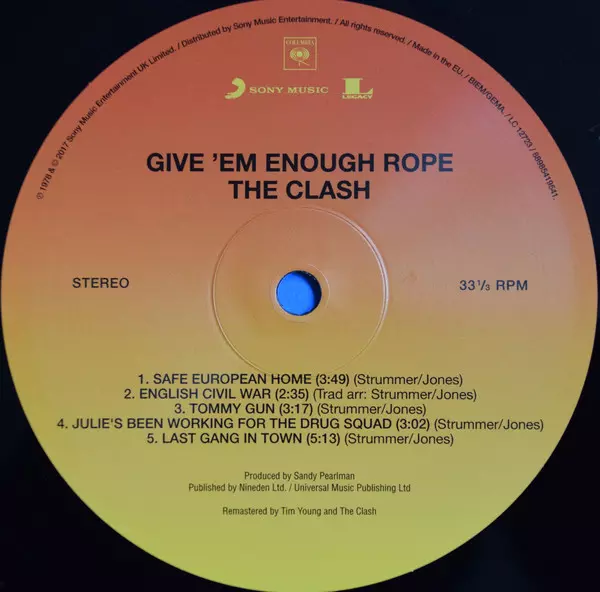 ℗ 1978 & © 2017 Sony Music Entertainment UK Limited. / Distributed by Sony Music Entertainment. / All rights reserved. / Made in the EU. / BIEM/GEMA. / LC 12723 / 88985419541.
COLUMBIA
SONY MUSIC
L
LEGACY
GIVE 'EM ENOUGH ROPE
THE CLASH
STEREO
33 1/3 RPM
1. SAFE EUROPEAN HOME (3:49) (Strummer/Jones)
2. ENGLISH CIVIL WAR (2:35) (Trad arr: Strummer/Jones)
3. TOMMY GUN (3:17) (Strummer/Jones)
4. JULIE'S BEEN WORKING FOR THE DRUG SQUAD (3:02) (Strummer/Jones)
5. LAST GANG IN TOWN (5:13) (Strummer/Jones)
Produced by Sandy Pearlman
Published by Nineden Ltd. / Universal Music Publishing Ltd
Remastered by Tim Young and The Clash